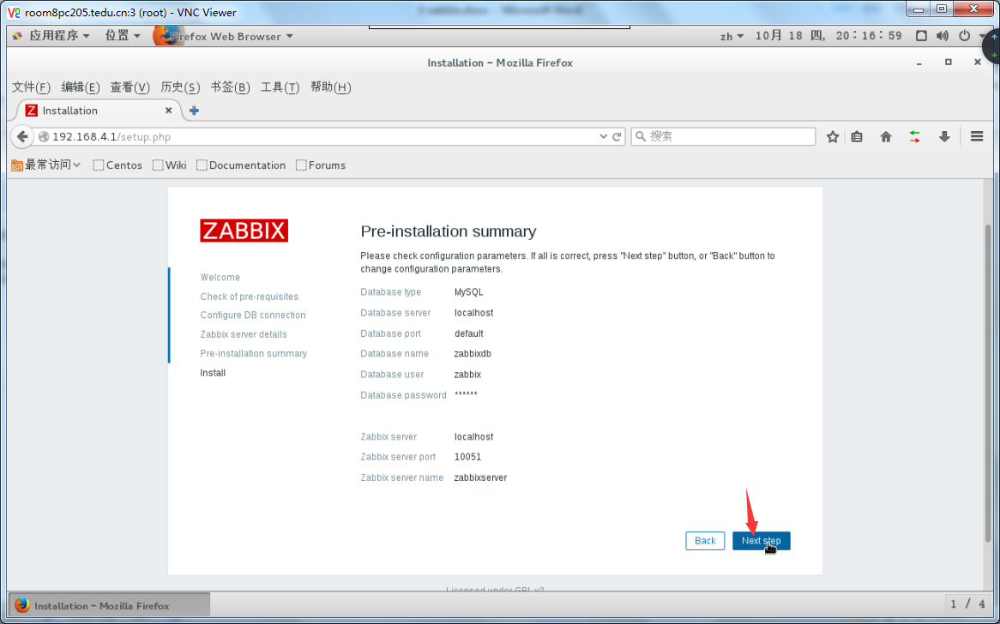 room8pc205.tedu.cn:3 (root) - VNC Viewer
应用程序 位置 Firefox Web Browser zh 10月 18 四, 20:16:59
Installation - Mozilla Firefox
文件(F) 编辑(E) 查看(V) 历史(S) 书签(B) 工具(T) 帮助(H)
Installation
192.168.4.1/setup.php 搜索
最常访问 Centos Wiki Documentation Forums
ZABBIX
Welcome
Check of pre-requisites
Configure DB connection
Zabbix server details
Pre-installation summary
Install
Pre-installation summary
Please check configuration parameters. If all is correct, press "Next step" button, or "Back" button to
change configuration parameters.
Database type MySQL
Database server localhost
Database port default
Database name zabbixdb
Database user zabbix
Database password ******
Zabbix server localhost
Zabbix server port 10051
Zabbix server name zabbixserver
Back Next step
Licensed under GPL v2
Installation - Mozilla Firefox 1 / 4